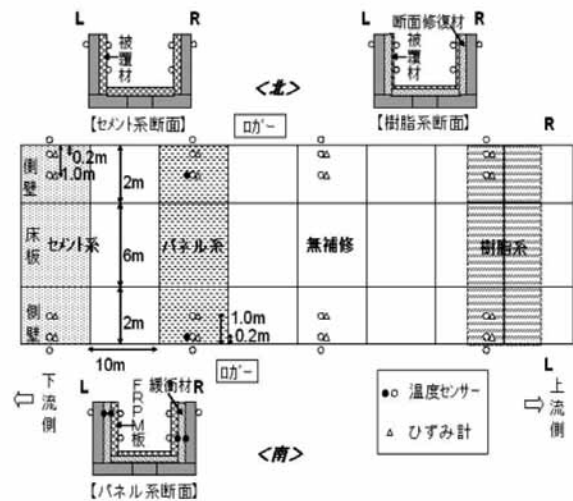 L R
被覆材
【セメント系断面】
<北>
ロガー
L R
断面修復材
被覆材
【樹脂系断面】
R
側壁
0.2m
1.0m
2m
床板
セメント系
6m
パネル系
無補修
樹脂系
側壁
2m
1.0m
0.2m
10m
ロガー
L
下流側
L R
FRPM板
緩衝材
【パネル系断面】
<南>
●○ 温度センサー
△ ひずみ計
上流側